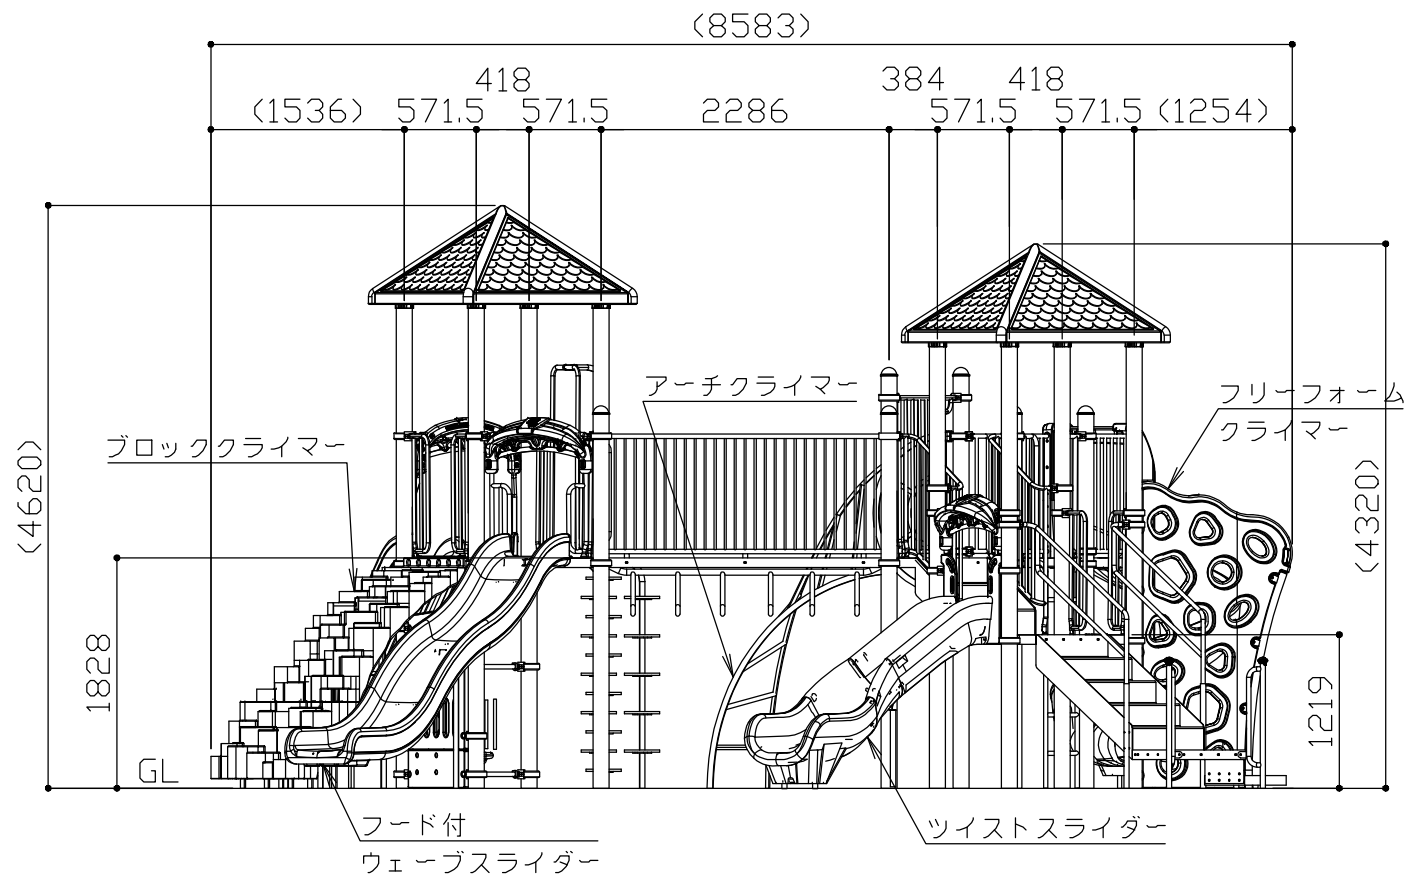 (8583)
418
384
418
(1536)
571.5
571.5
2286
571.5
571.5
(1254)
アーチクライマー
フリーフォーム
クライマー
ブロッククライマー
(4620)
(4320)
1828
1219
GL
フード付
ウェーブスライダー
ツイストスライダー